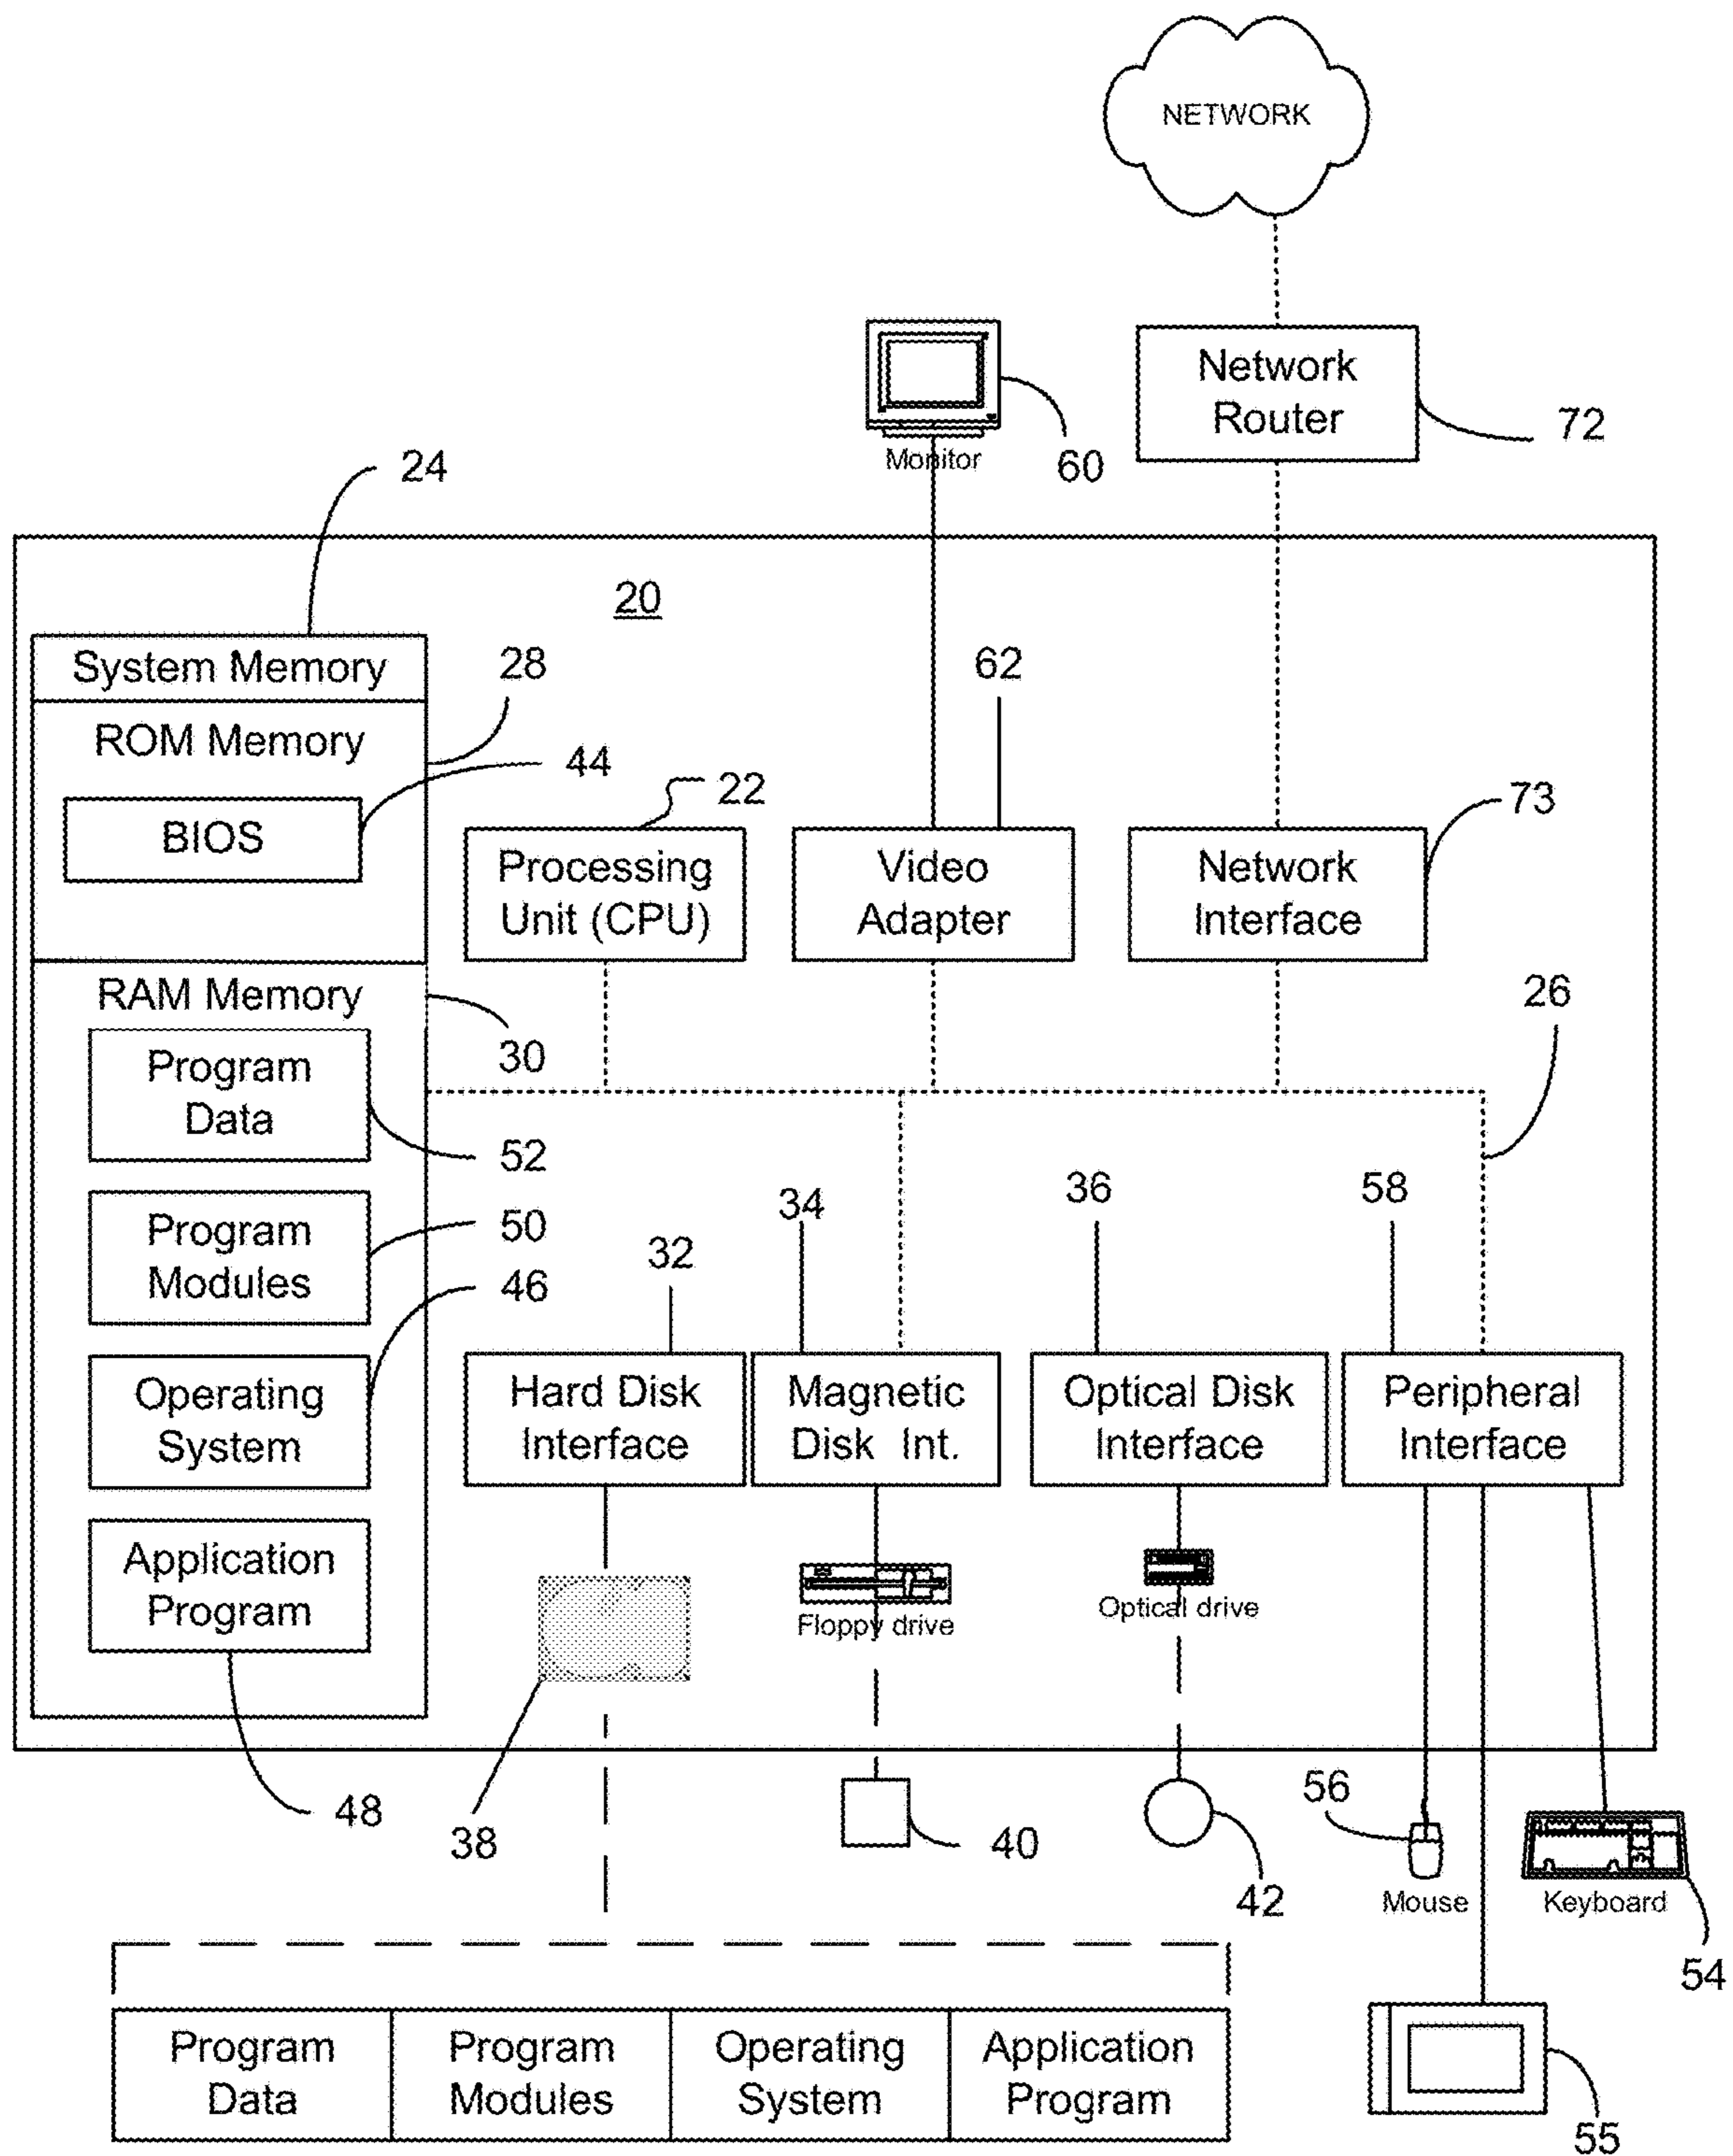 NETWORK
Network
Router
72
Monitor
60
24
20
System Memory
28
62
ROM Memory
44
22
73
BIOS
Processing
Unit (CPU)
Video
Adapter
Network
Interface
RAM Memory
30
26
Program
Data
52
34
36
58
Program
Modules
50
32
46
Operating
System
Hard Disk
Interface
Magnetic
Disk Int.
Optical Disk
Interface
Peripheral
Interface
Application
Program
Floppy drive
Optical drive
48
38
40
42
56
Mouse
Keyboard
54
Program
Data
Program
Modules
Operating
System
Application
Program
55